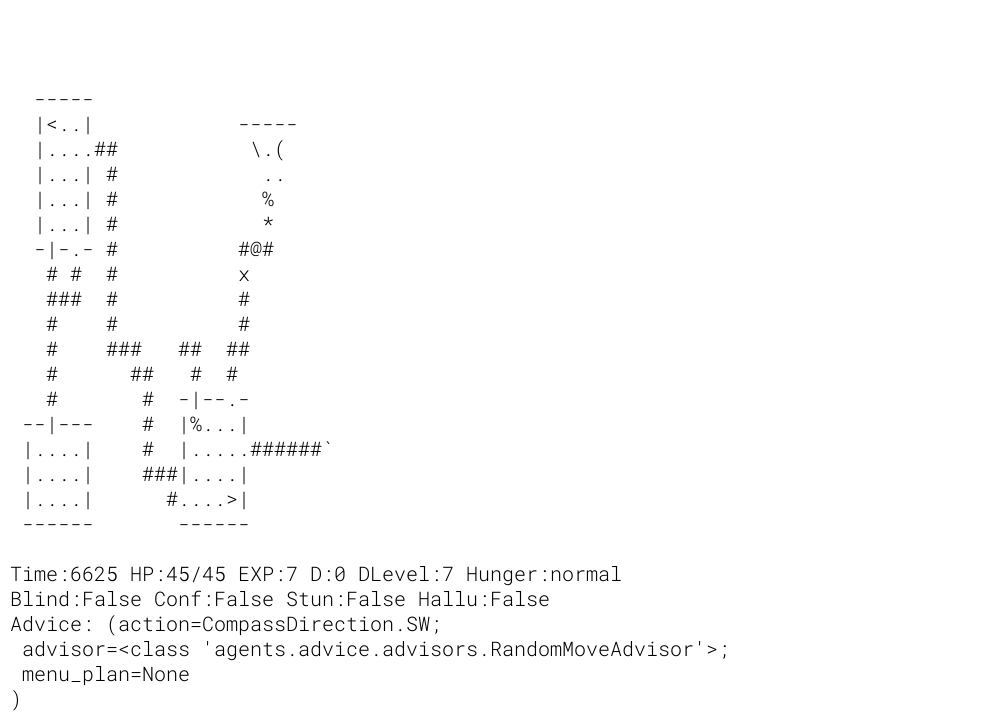 -----
  |<..|            -----
  |....##           \.(
  |...| #            ..
  |...| #            %
  |...| #            *
  -|-.- #          #@#
   # #  #          x
   ###  #          #
   #    #          #
   #    ###   ##  ##
   #      ##   #  #
   #       #  -|--.-
 --|---    #  |%...|
 |....|    #  |.....######`
 |....|    ###|....|
 |....|      #....>|
 ------       ------
Time:6625 HP:45/45 EXP:7 D:0 DLevel:7 Hunger:normal
Blind:False Conf:False Stun:False Hallu:False
Advice: (action=CompassDirection.SW;
 advisor=<class 'agents.advice.advisors.RandomMoveAdvisor'>;
 menu_plan=None
)